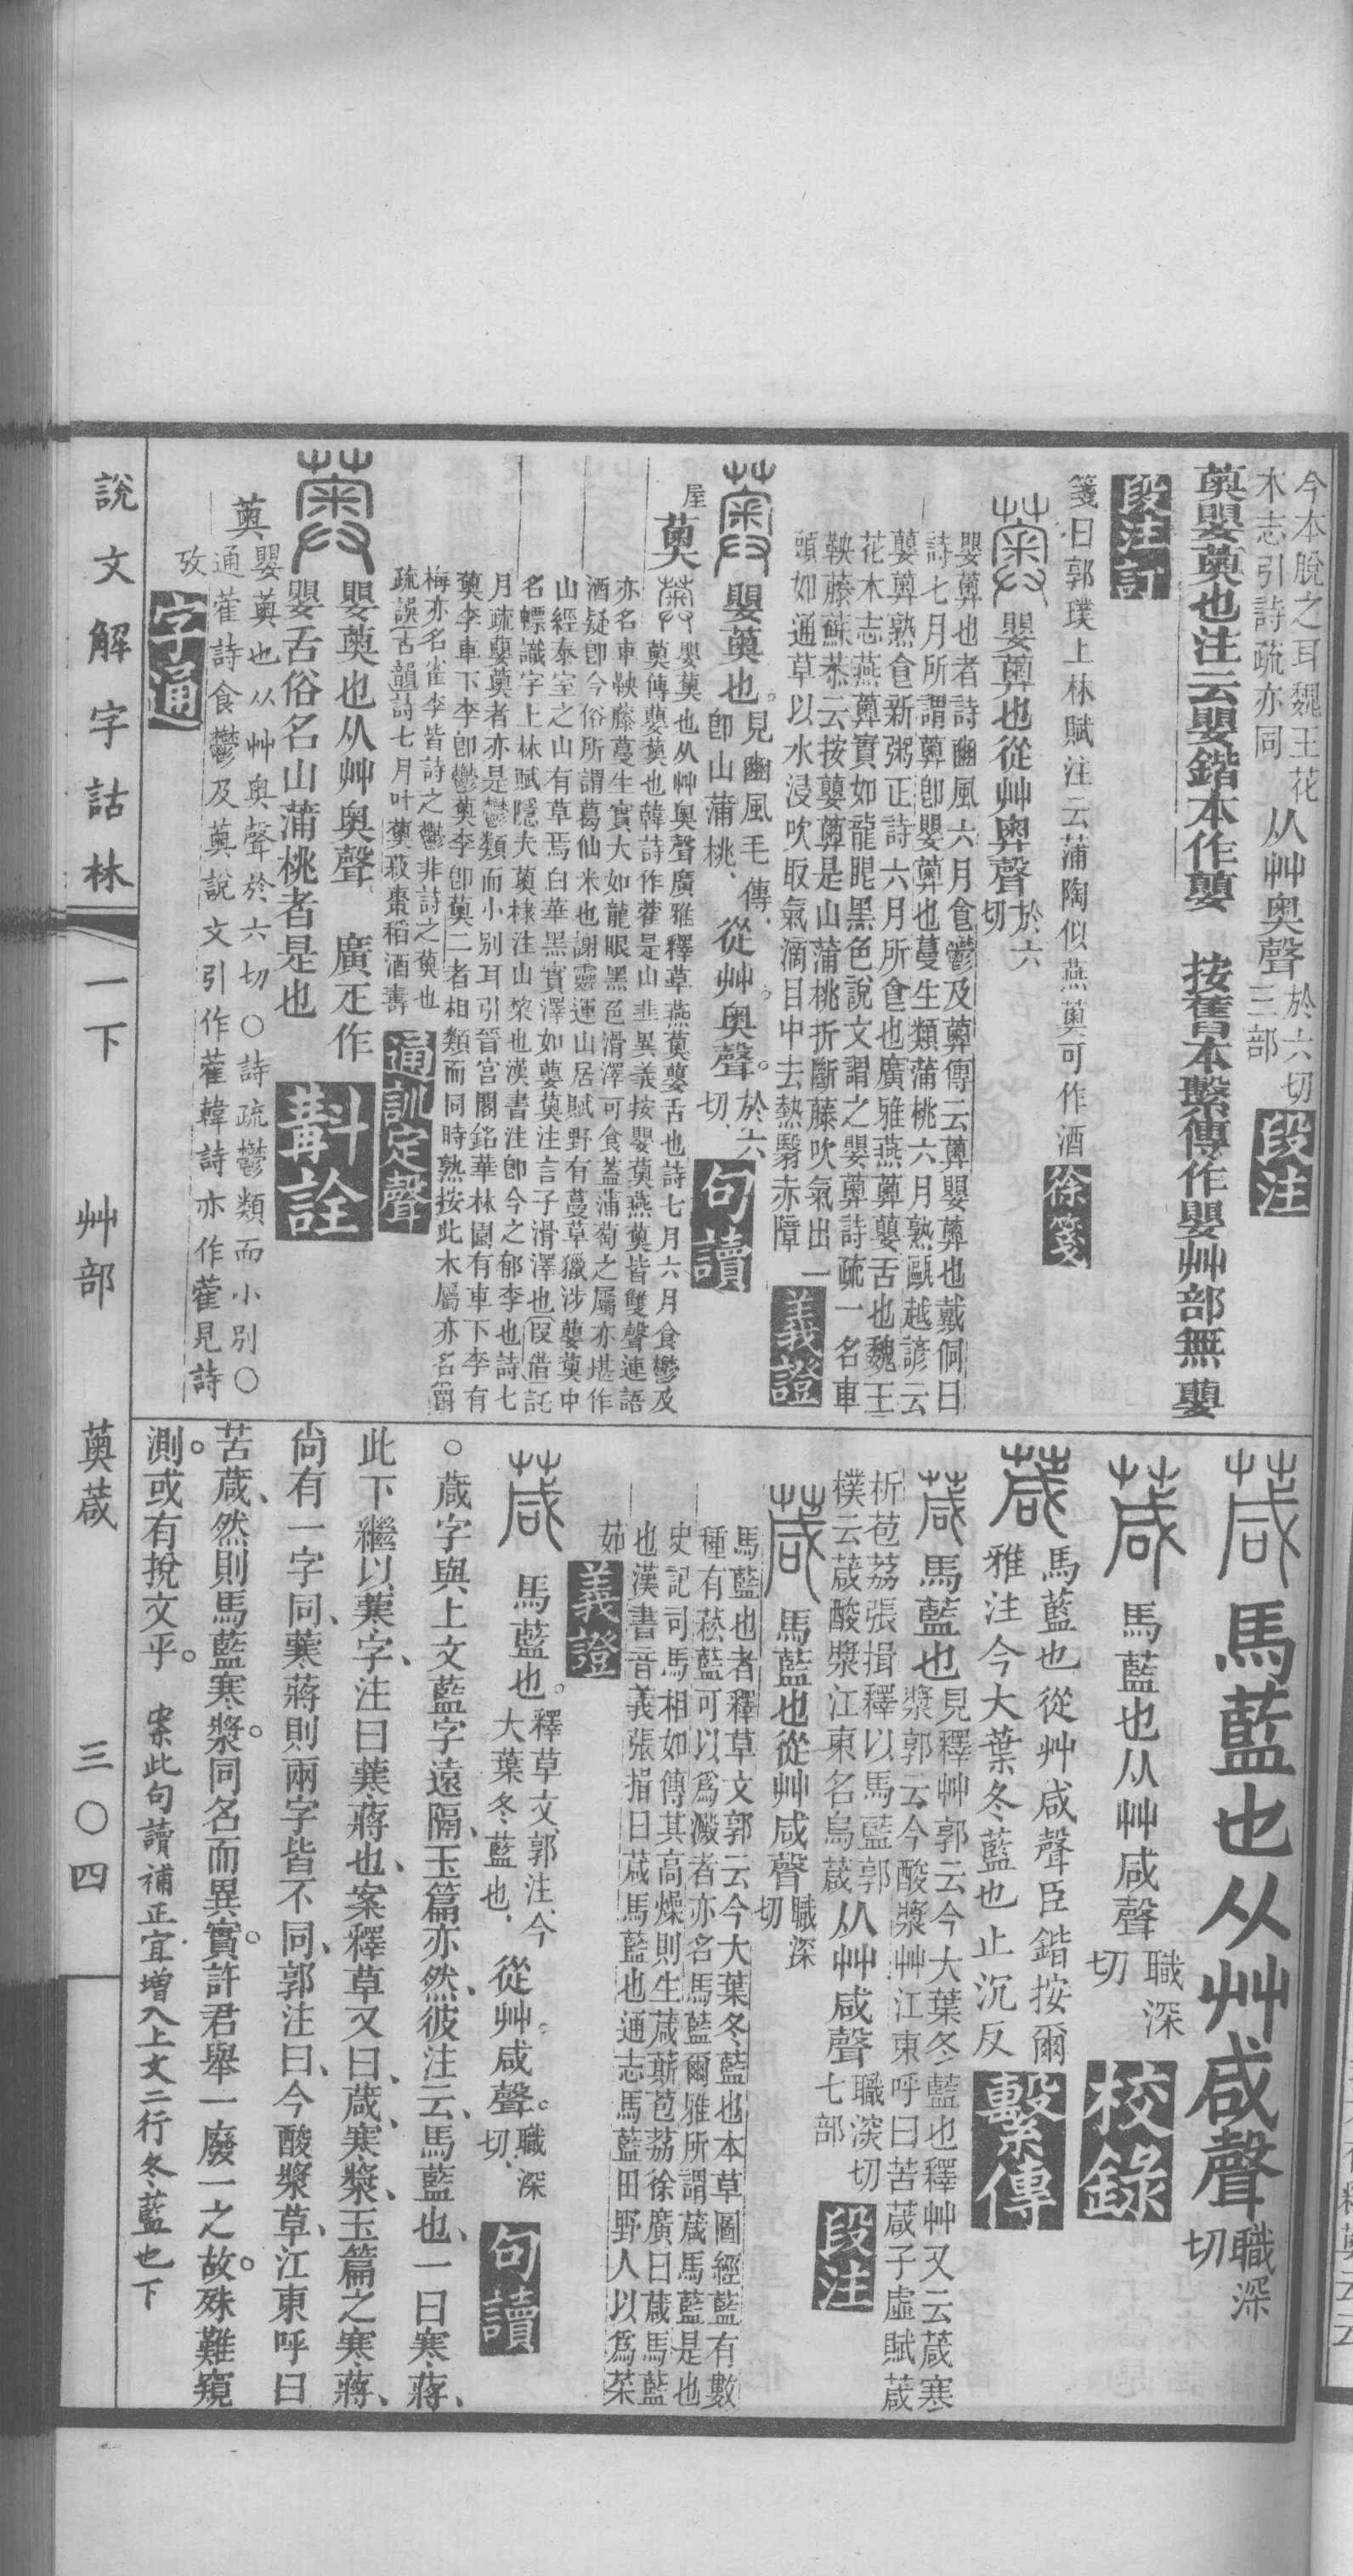 今本脫之耳魏王花
木志引詩疏亦同
从艸奧聲
於六切
三部
段注
薁嬰薁也注云嬰鍇本作蘡
按舊本繫傳作嬰艸部無蘡
段注訂
箋曰郭璞上林賦注云蒲陶似燕薁可作酒
徐箋
嬰薁也從艸奧聲
於六
切
嬰薁也者詩豳風六月食鬱及薁傳云薁嬰薁也戴侗曰
詩七月所謂薁卽嬰薁也蔓生類蒲桃六月熟甌越諺云
蘡薁熟食新粥正詩六月所食也廣雅燕薁蘡舌也魏王
花木志燕薁實如龍眼黑色說文謂之嬰薁詩疏一名車
鞅藤蘇恭云按蘡薁是山蒲桃折斷藤吹氣出一
頭如通草以水浸吹取氣滴目中去熱翳赤障
義證
嬰薁也。
見豳風毛傳、
卽山蒲桃、
從艸。奧聲。
於六
切、
句讀
屋
薁
嬰薁也从艸奧聲廣雅釋草燕薁蘡舌也詩七月六月食鬱及
薁傳蘡薁也韓詩作藿是山韭異義按嬰薁燕薁皆雙聲連語
亦名車鞅藤蔓生實大如龍眼黑色滑澤可食蓋蒲萄之屬亦堪作
酒疑卽今俗所謂葛仙米也謝靈運山居賦野有蔓草獵涉蘡薁中
山經泰室之山有草焉白華黑實澤如蘡薁注言子滑澤也叚借託
名幖識字上林賦隱夫薁棣注山棃也漢書注卽今之郁李也詩七
月疏蘡薁者亦是鬱類而小別耳引晉宮閣銘華林園有車下李有
薁李車下李卽鬱薁李卽薁二者相類而同時熟按此木屬亦名爵
梅亦名雀李皆詩之鬱非詩之薁也
疏誤古韻詩七月叶薁菽棗稻酒壽
通訓定聲
嬰薁也从艸奧聲
廣疋作
嬰舌俗名山蒲桃者是也
斠詮
薁
嬰薁也从艸奧聲於六切○詩疏鬱類而小別○
通藿詩食鬱及薁說文引作藿韓詩亦作藿見詩
攷
字通
葴
馬藍也从艸咸聲
職深
切
葴
馬藍也从艸咸聲
職深
切
校錄
葴
馬藍也從艸咸聲臣鍇按爾
雅注今大葉冬藍也止沉反
繫傳
葴
馬藍也
見釋艸郭云今大葉冬藍也釋艸又云葴寒
漿郭云今酸漿艸江東呼曰苦葴子虛賦葴
析苞荔張揖釋以馬藍郭
樸云葴酸漿江東名烏葴
从艸咸聲
職深切
七部
段注
葴
馬藍也從艸咸聲
職深
切
馬藍也者釋草文郭云今大葉冬藍也本草圖經藍有數
種有菘藍可以爲澱者亦名馬藍爾雅所謂葴馬藍是也
史記司馬相如傳其高燥則生葴薪苞荔徐廣曰葴馬藍
也漢書音義張揖曰葴馬藍也通志馬藍田野人以爲菜
茹
義證
葴
馬藍也。
釋草文、郭注、今
大葉冬藍也、
從艸。咸聲。
職深
切、
句讀
○葴字與上文藍字遠隔、玉篇亦然、彼注云、馬藍也、一曰寒蔣、
此下繼以䔳字、注曰、䔳蔣也、案釋草又曰、葴、寒漿、玉篇之寒蔣、
尚有一字同、䔳蔣則兩字皆不同、郭注曰、今酸漿草、江東呼曰
苦葴、然則馬藍寒漿。同名而異實。許君舉一廢一之故。殊難窺
測。或有捝文乎。
案此句讀補正宜增入上文二行冬藍也下
說文解字詁林
一下
艸部
薁葴
三〇四